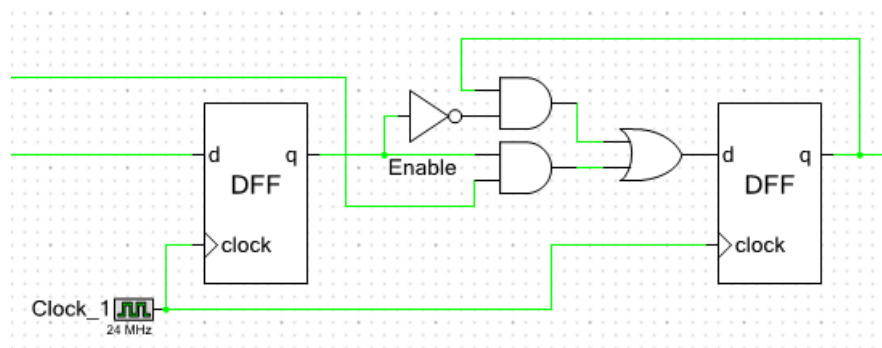 d q
DFF
clock
Enable
d q
DFF
clock
Clock_1
24 MHz